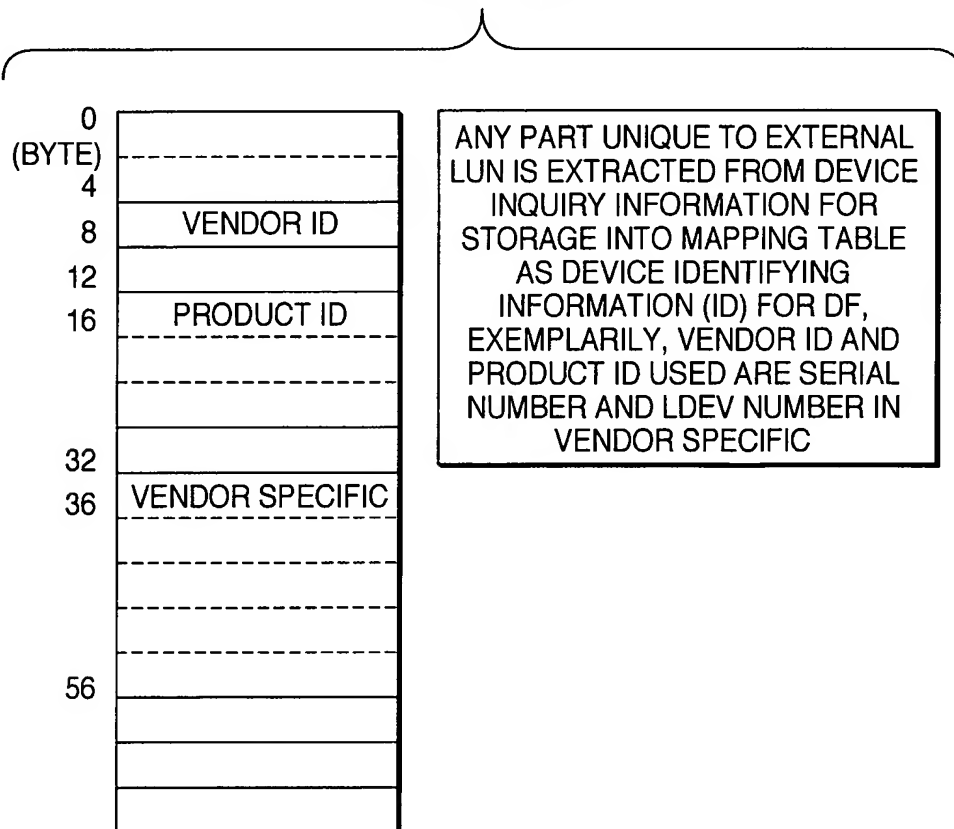 0
(BYTE)
4
8
12
16
32
36
56
VENDOR ID
PRODUCT ID
VENDOR SPECIFIC
ANY PART UNIQUE TO EXTERNAL
LUN IS EXTRACTED FROM DEVICE
INQUIRY INFORMATION FOR
STORAGE INTO MAPPING TABLE
AS DEVICE IDENTIFYING
INFORMATION (ID) FOR DF,
EXEMPLARILY, VENDOR ID AND
PRODUCT ID USED ARE SERIAL
NUMBER AND LDEV NUMBER IN
VENDOR SPECIFIC